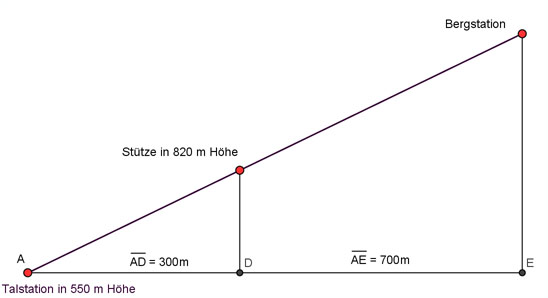 Bergstation
Stütze in 820 m Höhe
A
AD = 300m
D
AE = 700m
E
Talstation in 550 m Höhe